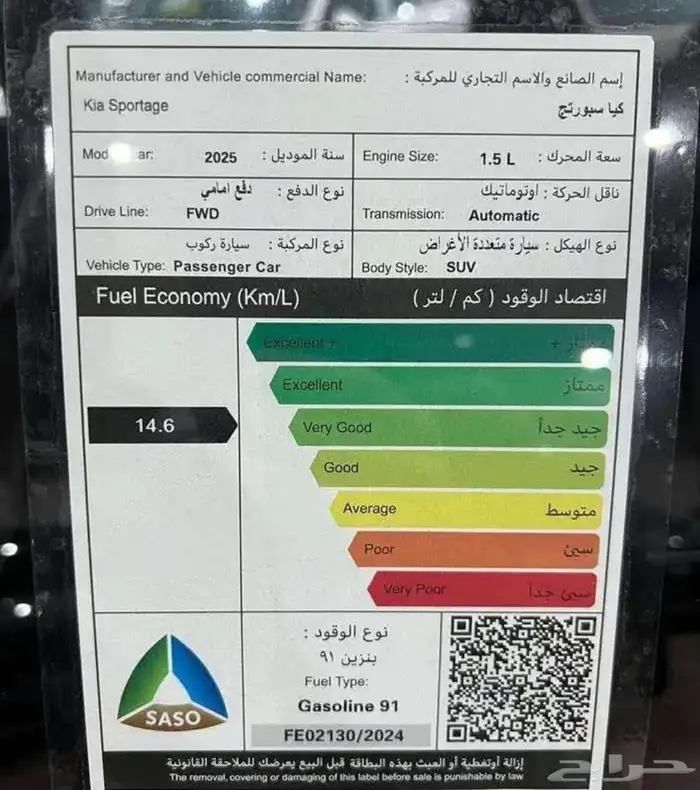 Manufacturer and Vehicle commercial Name: إسم الصانع والاسم التجاري للمركبة :
Kia Sportage كيا سبورتج
سنة الموديل : 2025
Engine Size: 1.5 L سعة المحرك :
نوع الدفع : دفع امامي
Drive Line: FWD
ناقل الحركة : اوتوماتيك
Transmission: Automatic
نوع المركبة : سيارة ركوب
Vehicle Type: Passenger Car
نوع الهيكل : سيارة متعددة الأغراض
Body Style: SUV
Fuel Economy (Km/L) اقتصاد الوقود ( كم / لتر )
Excellent + ممتاز +
Excellent ممتاز
14.6
Very Good جيد جداً
Good جيد
Average متوسط
Poor سيئ
Very Poor سيئ جداً
نوع الوقود :
بنزين ٩١
Fuel Type:
Gasoline 91
FE02130/2024
SASO
إزالة أوتغطية أو العبث بهذه البطاقة قبل البيع يعرضك للملاحقة القانونية
The removal, covering or damaging of this label before sale is punishable by law
حراج